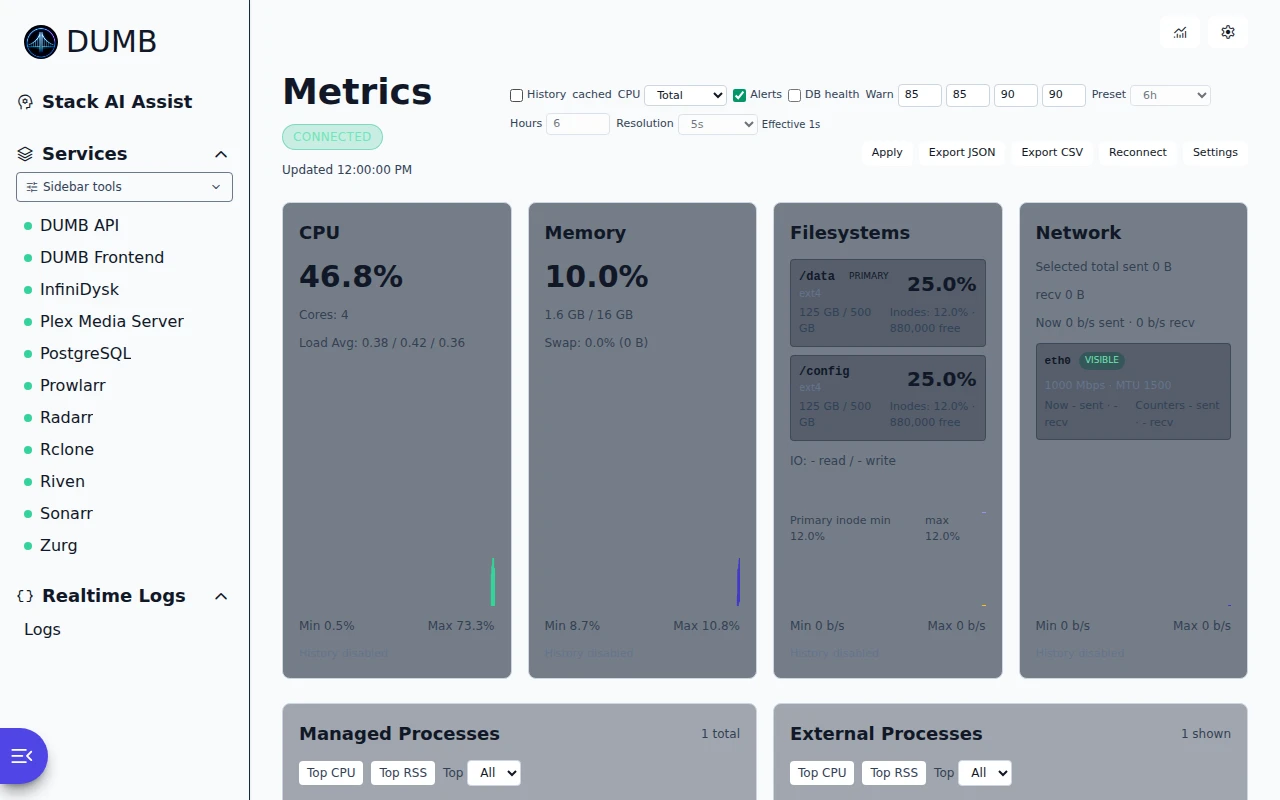 DUMB
Stack AI Assist
Services
Sidebar tools
DUMB API
DUMB Frontend
InfiniDysk
Plex Media Server
PostgreSQL
Prowlarr
Radarr
Rclone
Riven
Sonarr
Zurg
Realtime Logs
Logs
Metrics
CONNECTED
Updated 12:00:00 PM
History cached CPU Total Alerts DB health Warn 85 85 90 90 Preset 6h
Hours 6 Resolution 5s Effective 1s
Apply Export JSON Export CSV Reconnect Settings
CPU
46.8%
Cores: 4
Load Avg: 0.38 / 0.42 / 0.36
Min 0.5% Max 73.3%
History disabled
Memory
10.0%
1.6 GB / 16 GB
Swap: 0.0% (0 B)
Min 8.7% Max 10.8%
History disabled
Filesystems
/data PRIMARY 25.0%
ext4
125 GB / 500 GB
Inodes: 12.0% · 880,000 free
/config 25.0%
ext4
125 GB / 500 GB
Inodes: 12.0% · 880,000 free
IO: - read / - write
Primary inode min 12.0%
max 12.0%
Min 0 b/s Max 0 b/s
History disabled
Network
Selected total sent 0 B
recv 0 B
Now 0 b/s sent · 0 b/s recv
eth0 VISIBLE
1000 Mbps · MTU 1500
Now - sent · - recv
Counters - sent · - recv
Min 0 b/s Max 0 b/s
History disabled
Managed Processes 1 total
Top CPU Top RSS Top All
External Processes 1 shown
Top CPU Top RSS Top All